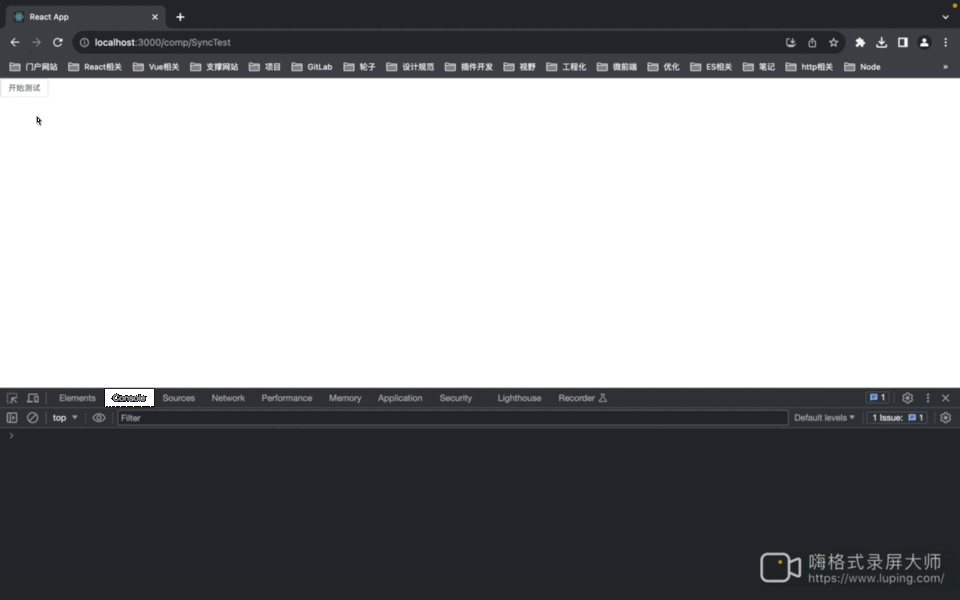 React App
localhost:3000/comp/SyncTest
门户网站 React相关 Vue相关 支撑网站 项目 GitLab 轮子 设计规范 插件开发 视野 工程化 微前端 优化 ES相关 笔记 http相关 Node »
开始测试
Elements Console Sources Network Performance Memory Application Security Lighthouse Recorder 1
top Filter Default levels 1 Issue: 1
嗨格式录屏大师
https://www.luping.com/